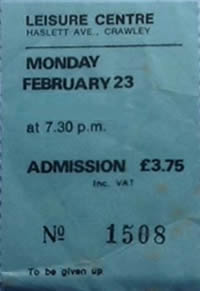 LEISURE CENTRE
HASLETT AVE., CRAWLEY
MONDAY
FEBRUARY 23
at 7.30 p.m.
ADMISSION £3.75
Inc. VAT
No 1508
To be given up